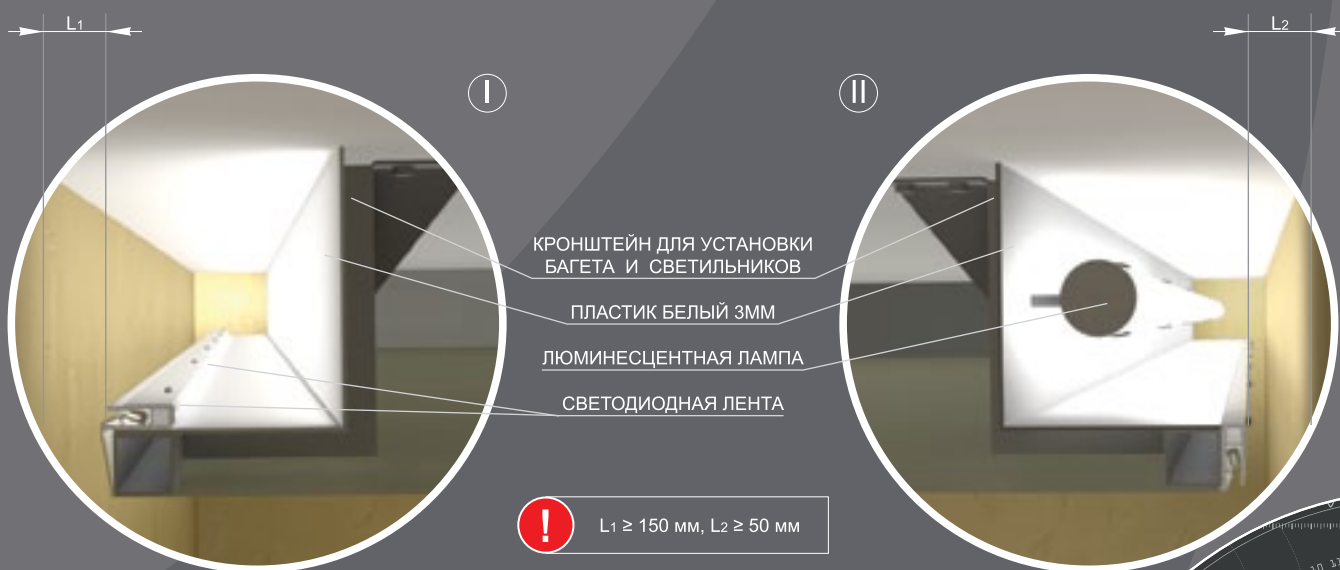 L1
L2
I
II
КРОНШТЕЙН ДЛЯ УСТАНОВКИ
БАГЕТА И СВЕТИЛЬНИКОВ
ПЛАСТИК БЕЛЫЙ 3ММ
ЛЮМИНЕСЦЕНТНАЯ ЛАМПА
СВЕТОДИОДНАЯ ЛЕНТА
! L1 ≥ 150 мм, L2 ≥ 50 мм